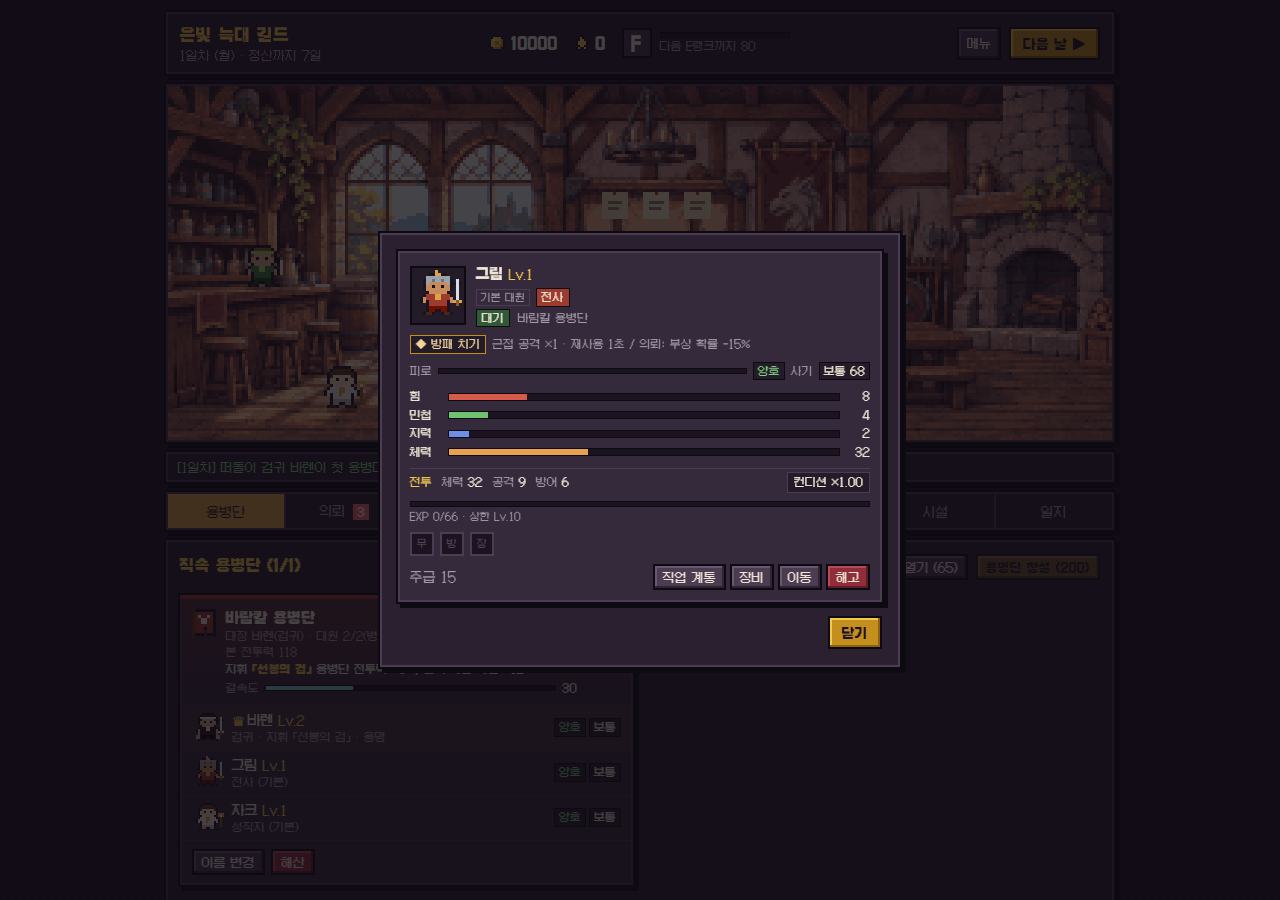 은빛 늑대 길드
1일차 (월) · 정산까지 7일
10000 0 F 다음 E랭크까지 80
메뉴 다음 날 ▶
그림 Lv.1
기본 대원 전사
대기 바람칼 용병단
◆ 방패 치기 근접 공격 ×1 · 재사용 1초 / 의뢰: 부상 확률 -15%
피로 양호 사기 보통 68
힘 8
민첩 4
지력 2
체력 32
전투 체력 32 공격 9 방어 6 컨디션 ×1.00
EXP 0/66 · 상한 Lv.10
무 방 장
주급 15 직업 계통 장비 이동 해고
닫기
[1일차] 떠돌이 검귀 비렌이 첫 용병
용병단 의뢰 3 시설 일지
직속 용병단 (1/1) 열기 (65) 용병단 창설 (200)
바람칼 용병단
대장 비렌(검귀) · 대원 2/2
본 전투력 118
지휘 「선봉의 검」 용병단
결속도 30
비렌 Lv.2
검귀 · 지휘 「선봉의 검」 · 용맹
양호 보통
그림 Lv.1
전사 (기본)
양호 보통
자크 Lv.1
성직자 (기본)
양호 보통
이름 변경 해산